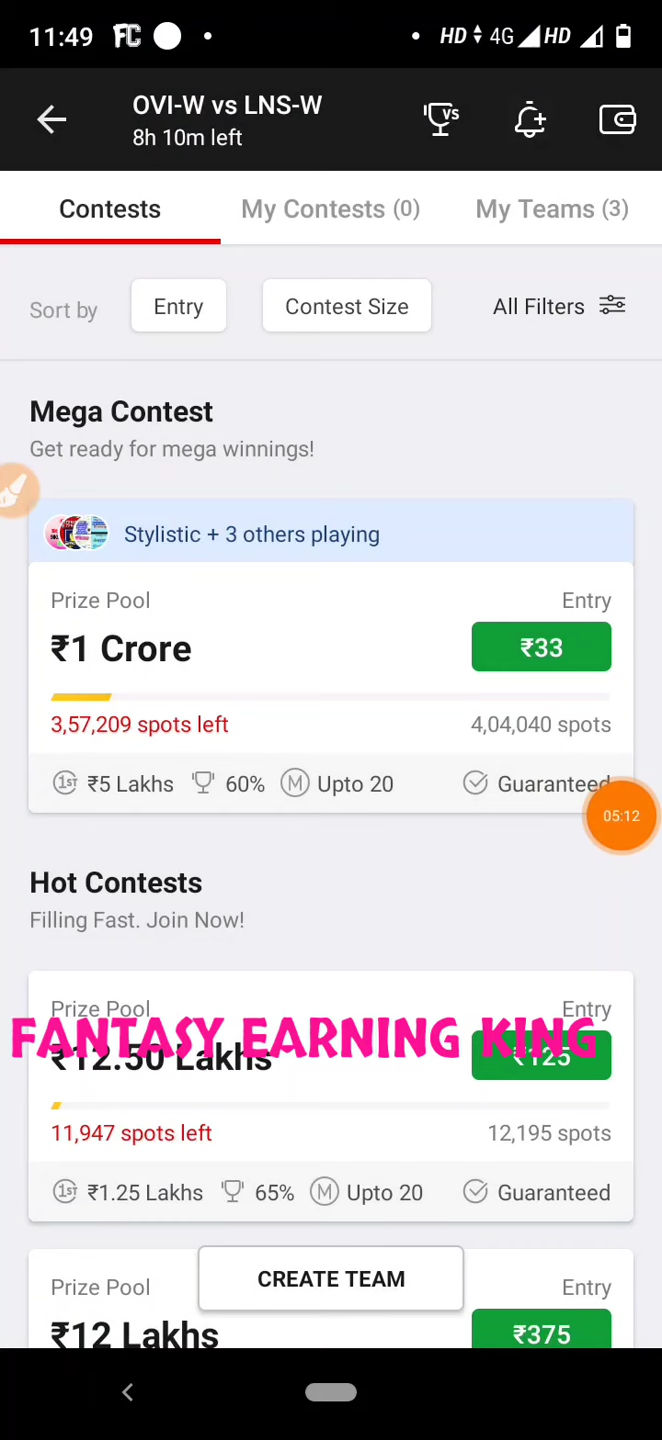 11:49 FC HD 4G HD
OVI-W vs LNS-W
VS
8h 10m left
Contests My Contests (0) My Teams (3)
Sort by Entry Contest Size All Filters
Mega Contest
Get ready for mega winnings!
Stylistic + 3 others playing
Prize Pool Entry
₹1 Crore ₹33
3,57,209 spots left 4,04,040 spots
1ST ₹5 Lakhs 60% M Upto 20 Guaranteed
05:12
Hot Contests
Filling Fast. Join Now!
Prize Pool Entry
FANTASY EARNING KING
₹12.50 Lakhs ₹125
11,947 spots left 12,195 spots
1ST ₹1.25 Lakhs 65% M Upto 20 Guaranteed
CREATE TEAM
Prize Pool Entry
₹12 Lakhs ₹375